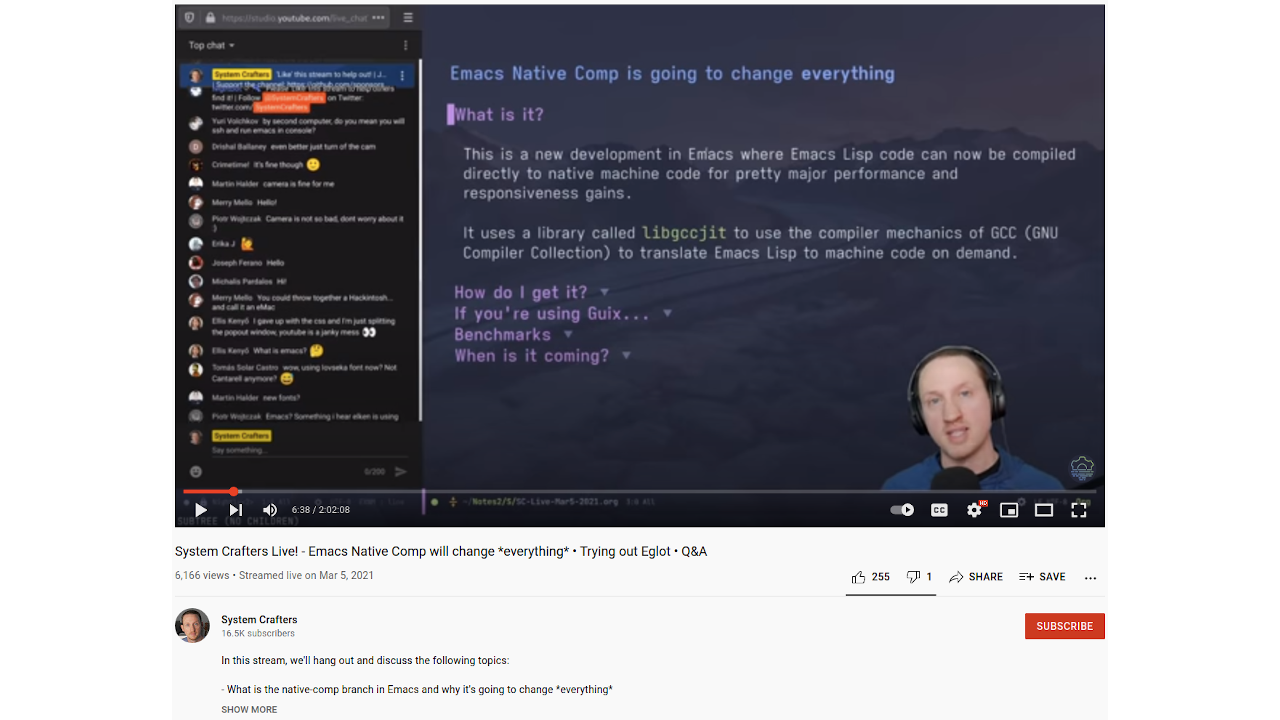 https://studio.youtube.com/live_chat
Top chat
System Crafters 'Like' this stream to help out! | J...
| Support the channel: https://github.com/sponsors...
Please 'Like' this stream to help others
find it! | Follow @SystemCrafters on Twitter:
twitter.com/SystemCrafters
Yuri Volchkov by second computer, do you mean you will
ssh and run emacs in console?
Drishal Ballaney even better just turn of the cam
Crimetime! It's fine though 🙂
Martin Halder camera is fine for me
Merry Mello Hello!
Piotr Wojtczak Camera is not so bad, dont worry about it
:)
Erika J 🙋
Joseph Ferano Hello
Michalis Pardalos Hi!
Merry Mello You could throw together a Hackintosh...
and call it an eMac
Ellis Kenyő I gave up with the css and I'm just splitting
the popout window, youtube is a janky mess 👀
Ellis Kenyő What is emacs? 🤔
Tomás Solar Castro wow, using Iovseka font now? Not
Cantarell anymore? 😅
Martin Halder new fonts?
Piotr Wojtczak Emacs? Something i hear elken is using
System Crafters
Say something...
0/200
Emacs Native Comp is going to change everything
What is it?
This is a new development in Emacs where Emacs Lisp code can now be compiled
directly to native machine code for pretty major performance and
responsiveness gains.
It uses a library called libgccjit to use the compiler mechanics of GCC (GNU
Compiler Collection) to translate Emacs Lisp to machine code on demand.
How do I get it? ▼
If you're using Guix... ▼
Benchmarks ▼
When is it coming? ▼
~/Notes2/S/SC-Live-Mar5-2021.org 1:0 All
6:38 / 2:02:08
CC
HD
SUBTREE (NO CHILDREN)
System Crafters Live! - Emacs Native Comp will change *everything* • Trying out Eglot • Q&A
6,166 views • Streamed live on Mar 5, 2021
255
1
SHARE
SAVE
System Crafters
16.5K subscribers
SUBSCRIBE
In this stream, we'll hang out and discuss the following topics:
- What is the native-comp branch in Emacs and why it's going to change *everything*
SHOW MORE